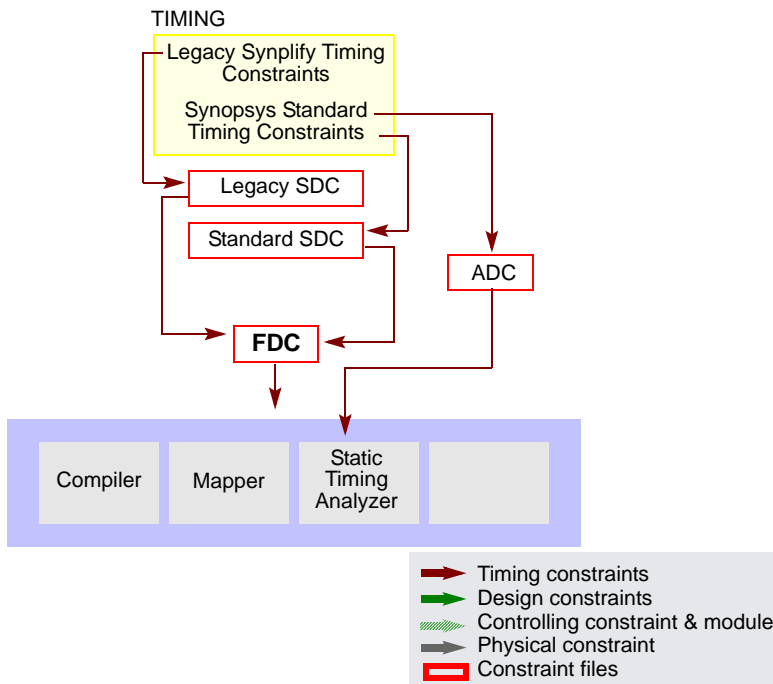 TIMING
Legacy Synplify Timing
Constraints
Synopsys Standard
Timing Constraints
Legacy SDC
Standard SDC
ADC
FDC
Compiler
Mapper
Static
Timing
Analyzer
Timing constraints
Design constraints
Controlling constraint & module
Physical constraint
Constraint files